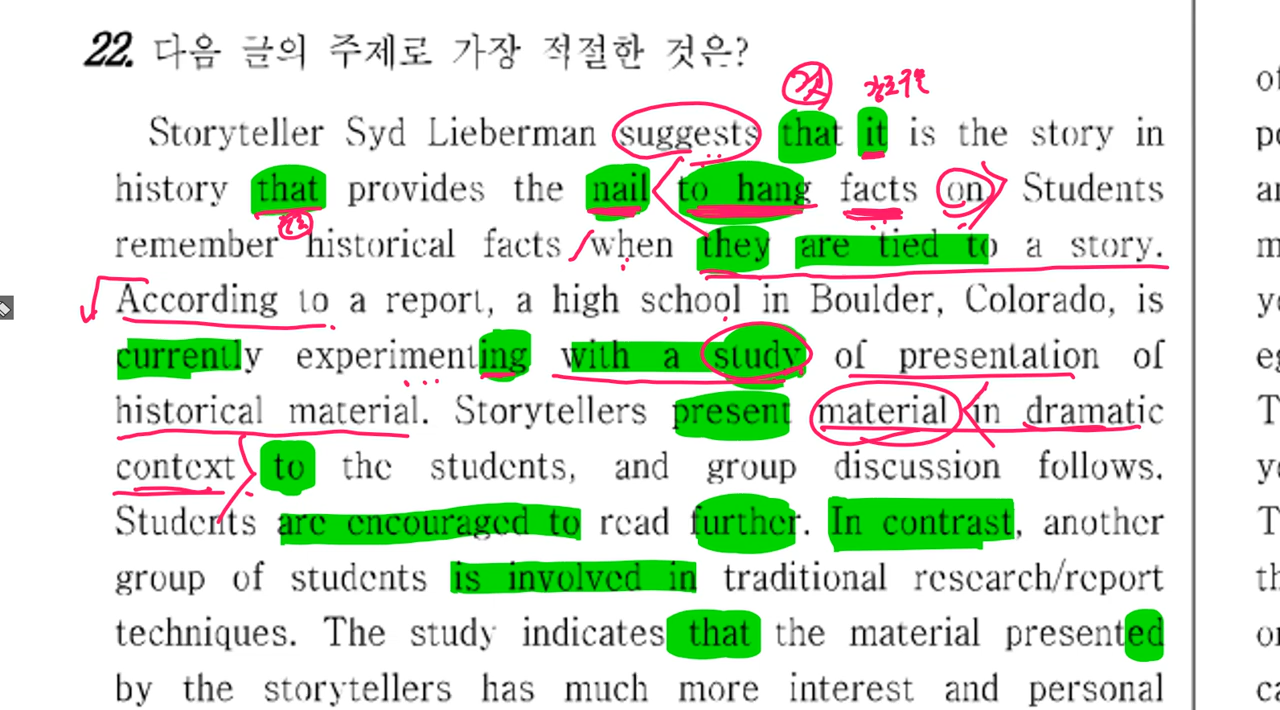 22. 다음 글의 주제로 가장 적절한 것은?
것 강조구문
Storyteller Syd Lieberman suggests that it is the story in
history that provides the nail to hang facts on. Students
remember historical facts when they are tied to a story.
According to a report, a high school in Boulder, Colorado, is
currently experimenting with a study of presentation of
historical material. Storytellers present material in dramatic
context to the students, and group discussion follows.
Students are encouraged to read further. In contrast, another
group of students is involved in traditional research/report
techniques. The study indicates that the material presented
by the storytellers has much more interest and personal